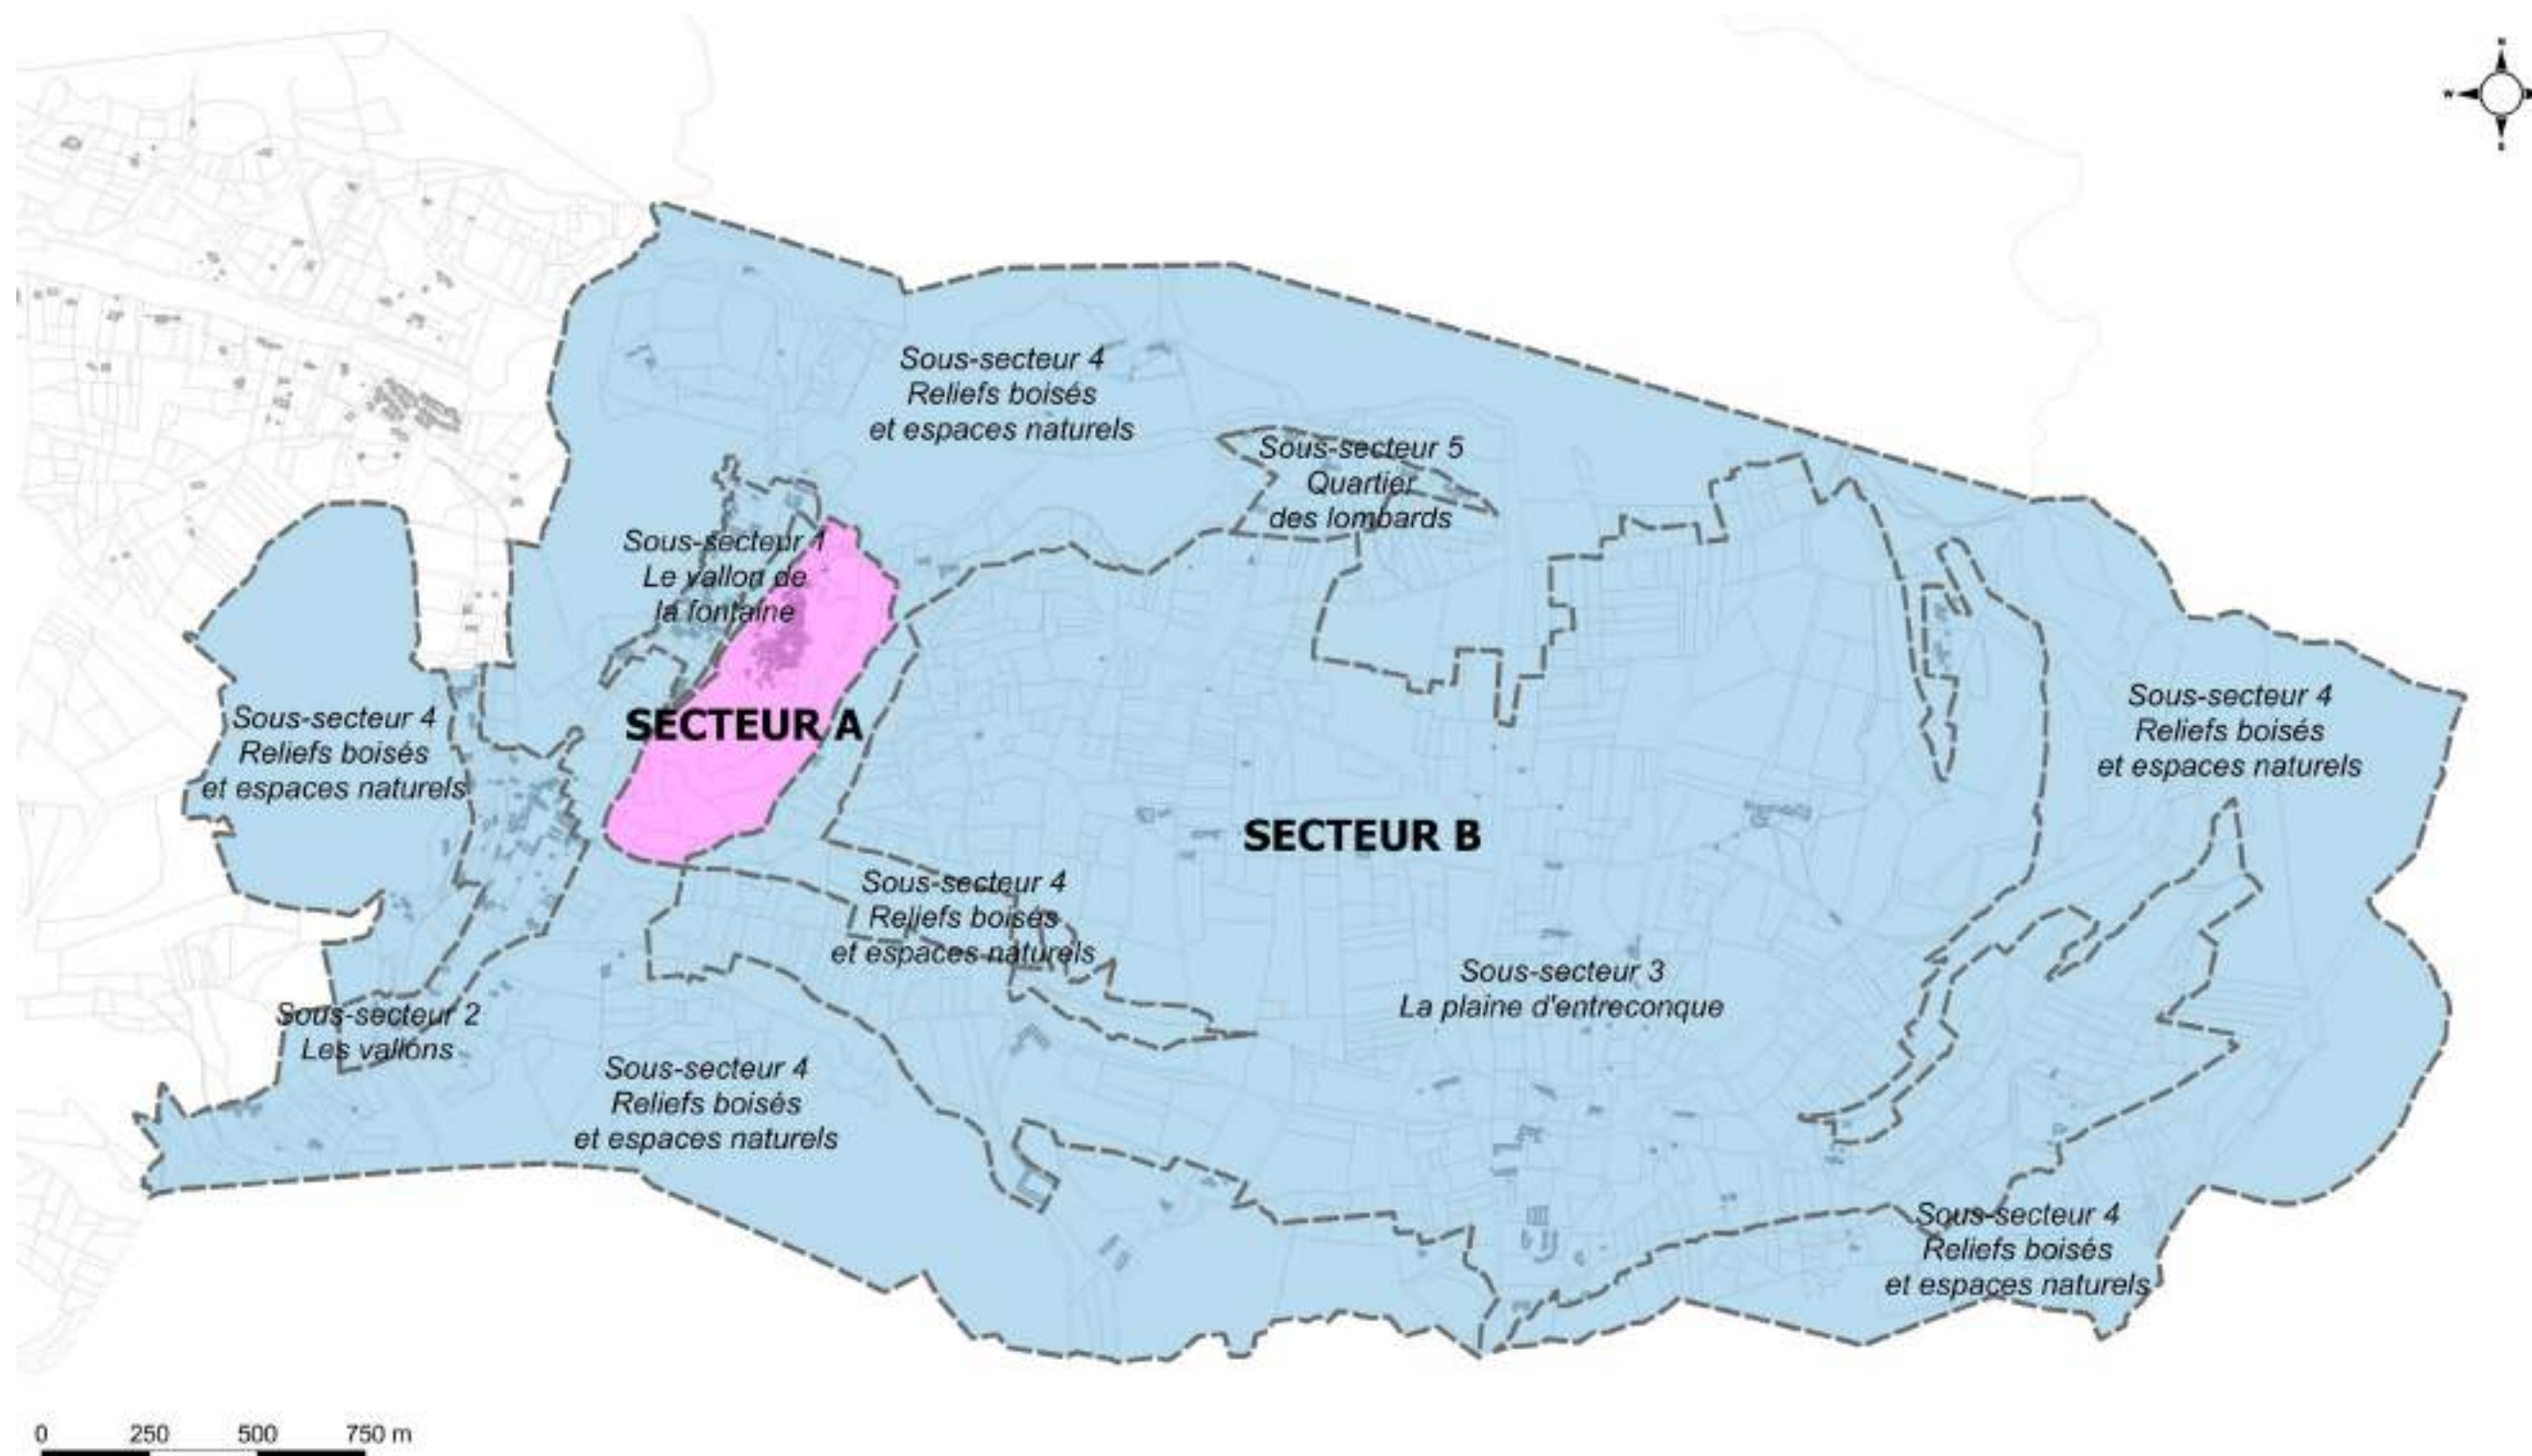 N
W
S
Sous-secteur 4
Reliefs boisés
et espaces naturels
Sous-secteur 5
Quartier
des lombards
Sous-secteur 1
Le vallon de
la fontaine
SECTEUR A
Sous-secteur 4
Reliefs boisés
et espaces naturels
Sous-secteur 4
Reliefs boisés
et espaces naturels
SECTEUR B
Sous-secteur 4
Reliefs boisés
et espaces naturels
Sous-secteur 3
La plaine d'entreconque
Sous-secteur 2
Les vallons
Sous-secteur 4
Reliefs boisés
et espaces naturels
Sous-secteur 4
Reliefs boisés
et espaces naturels
0 250 500 750 m